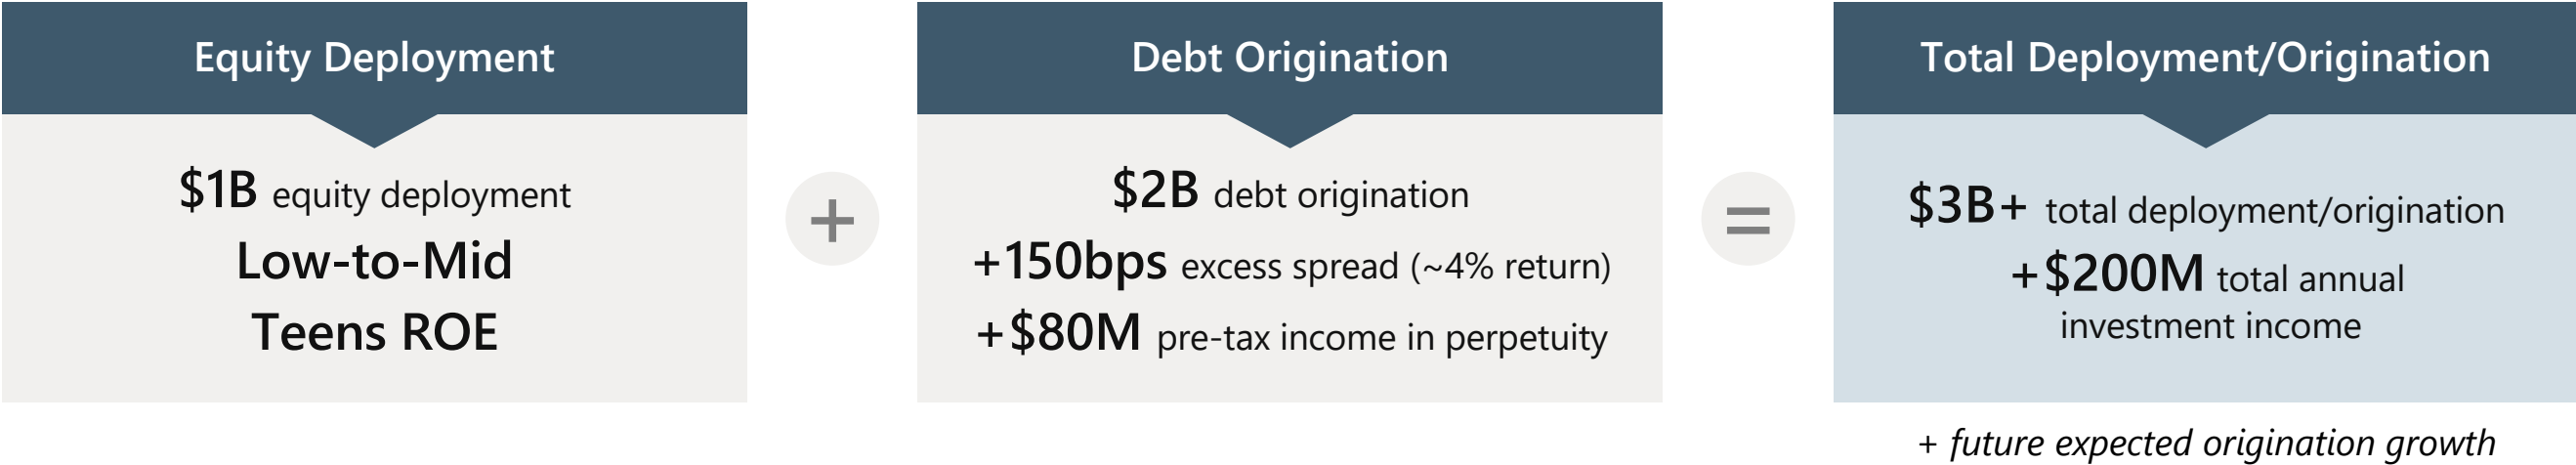 Equity Deployment
$1B equity deployment
Low-to-Mid
Teens ROE
+
Debt Origination
$2B debt origination
+150bps excess spread (~4% return)
+$80M pre-tax income in perpetuity
=
Total Deployment/Origination
$3B+ total deployment/origination
+$200M total annual
investment income
+ future expected origination growth